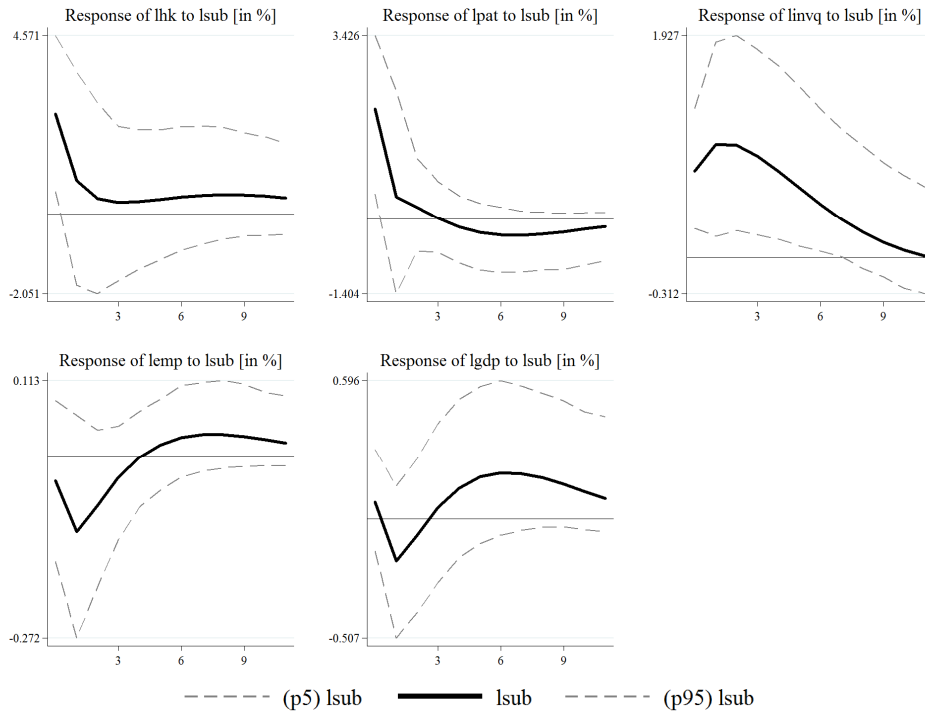 Response of lhk to lsub [in %]
4.571
-2.051
3 6 9
Response of lpat to lsub [in %]
3.426
-1.404
3 6 9
Response of linvq to lsub [in %]
1.927
-0.312
3 6 9
Response of lemp to lsub [in %]
0.113
-0.272
3 6 9
Response of lgdp to lsub [in %]
0.596
-0.507
3 6 9
(p5) lsub lsub (p95) lsub